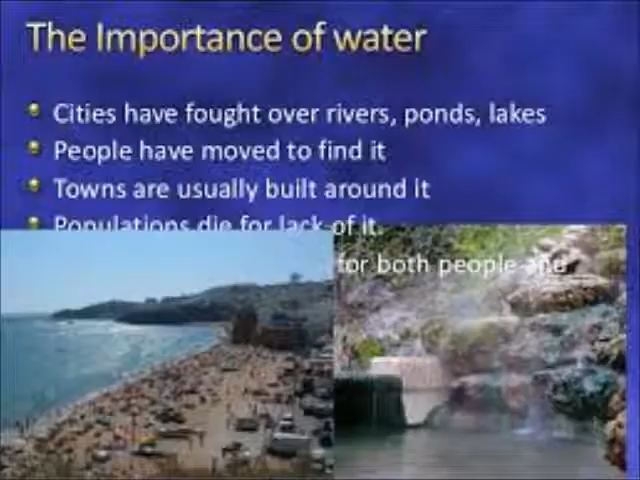 The Importance of water
Cities have fought over rivers, ponds, lakes
People have moved to find it
Towns are usually built around it
Populations die for lack of it.
for both people and